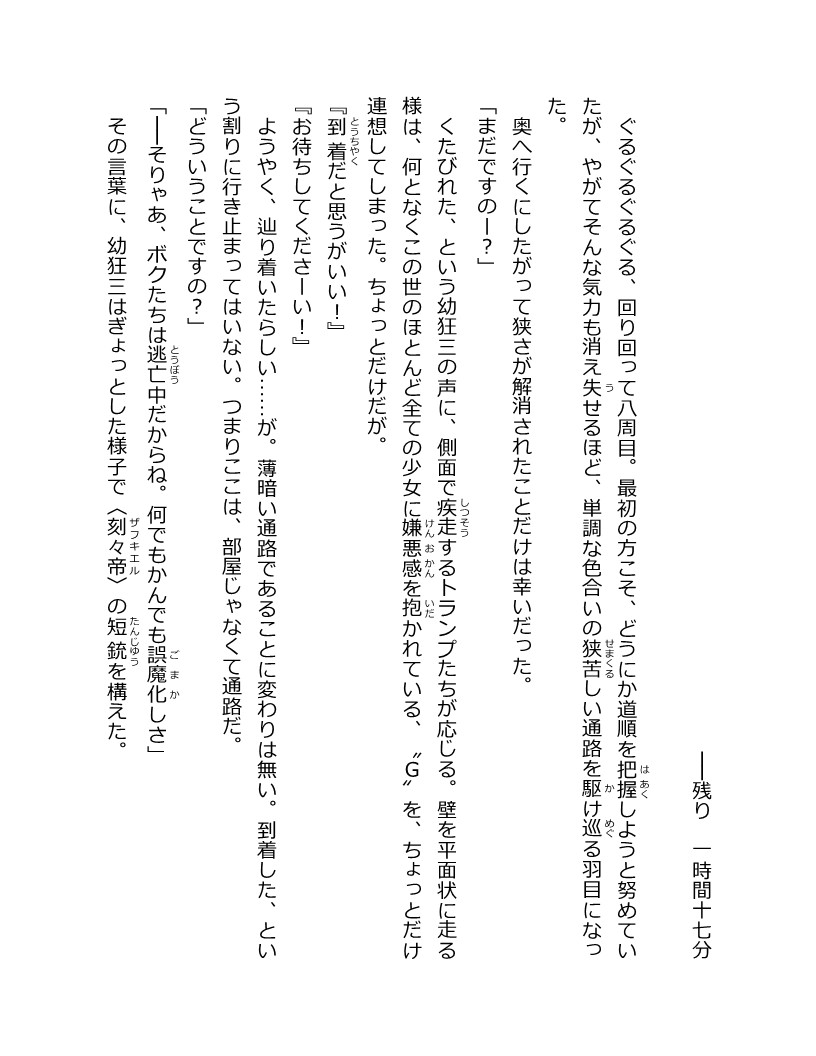 ――残り　一時間十七分
　ぐるぐるぐるぐる、回り回って八周目。最初の方こそ、どうにか道順を把握しようと努めてい
たが、やがてそんな気力も消え失せるほど、単調な色合いの狭苦しい通路を駆け巡る羽目になっ
た。
　奥へ行くにしたがって狭さが解消されたことだけは幸いだった。
「まだですのー？」
　くたびれた、という幼狂三の声に、側面で疾走するトランプたちが応じる。壁を平面状に走る
様は、何となくこの世のほとんど全ての少女に嫌悪感を抱かれている、〝G〟を、ちょっとだけ
連想してしまった。ちょっとだけだが。
『到着だと思うがいい！』
『お待ちしてくださーい！』
　ようやく、辿り着いたらしい……が。薄暗い通路であることに変わりは無い。到着した、とい
う割りに行き止まってはいない。つまりここは、部屋じゃなくて通路だ。
「どういうことですの？」
「――そりゃあ、ボクたちは逃亡中だからね。何でもかんでも誤魔化しさ」
　その言葉に、幼狂三はぎょっとした様子で〈刻々帝〉の短銃を構えた。